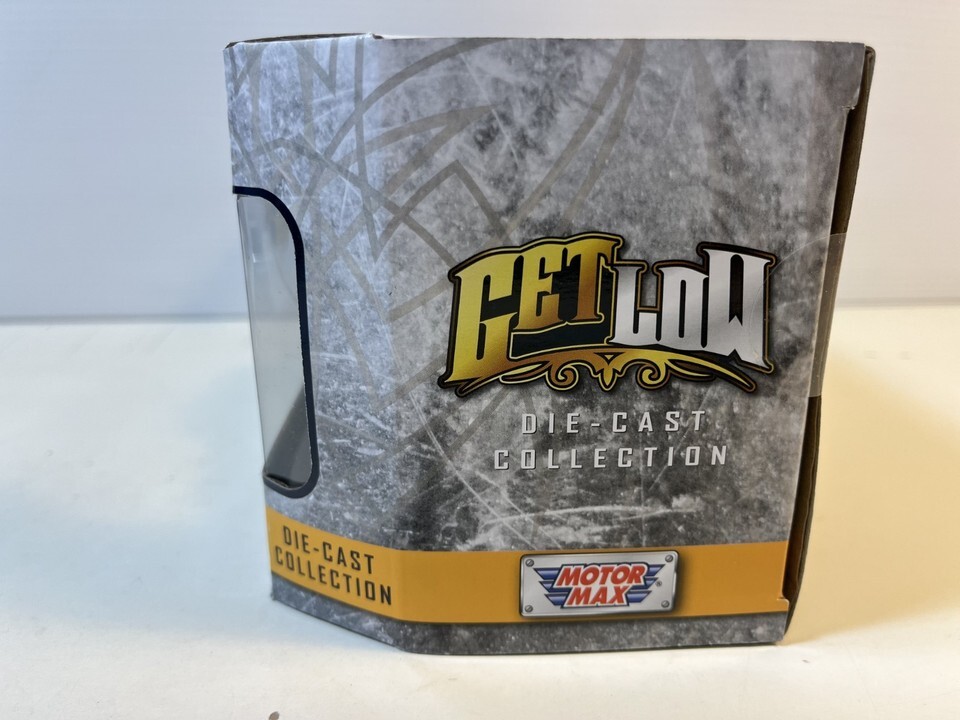 GET LOW
DIE-CAST
COLLECTION
DIE-CAST
COLLECTION
MOTOR
MAX
®